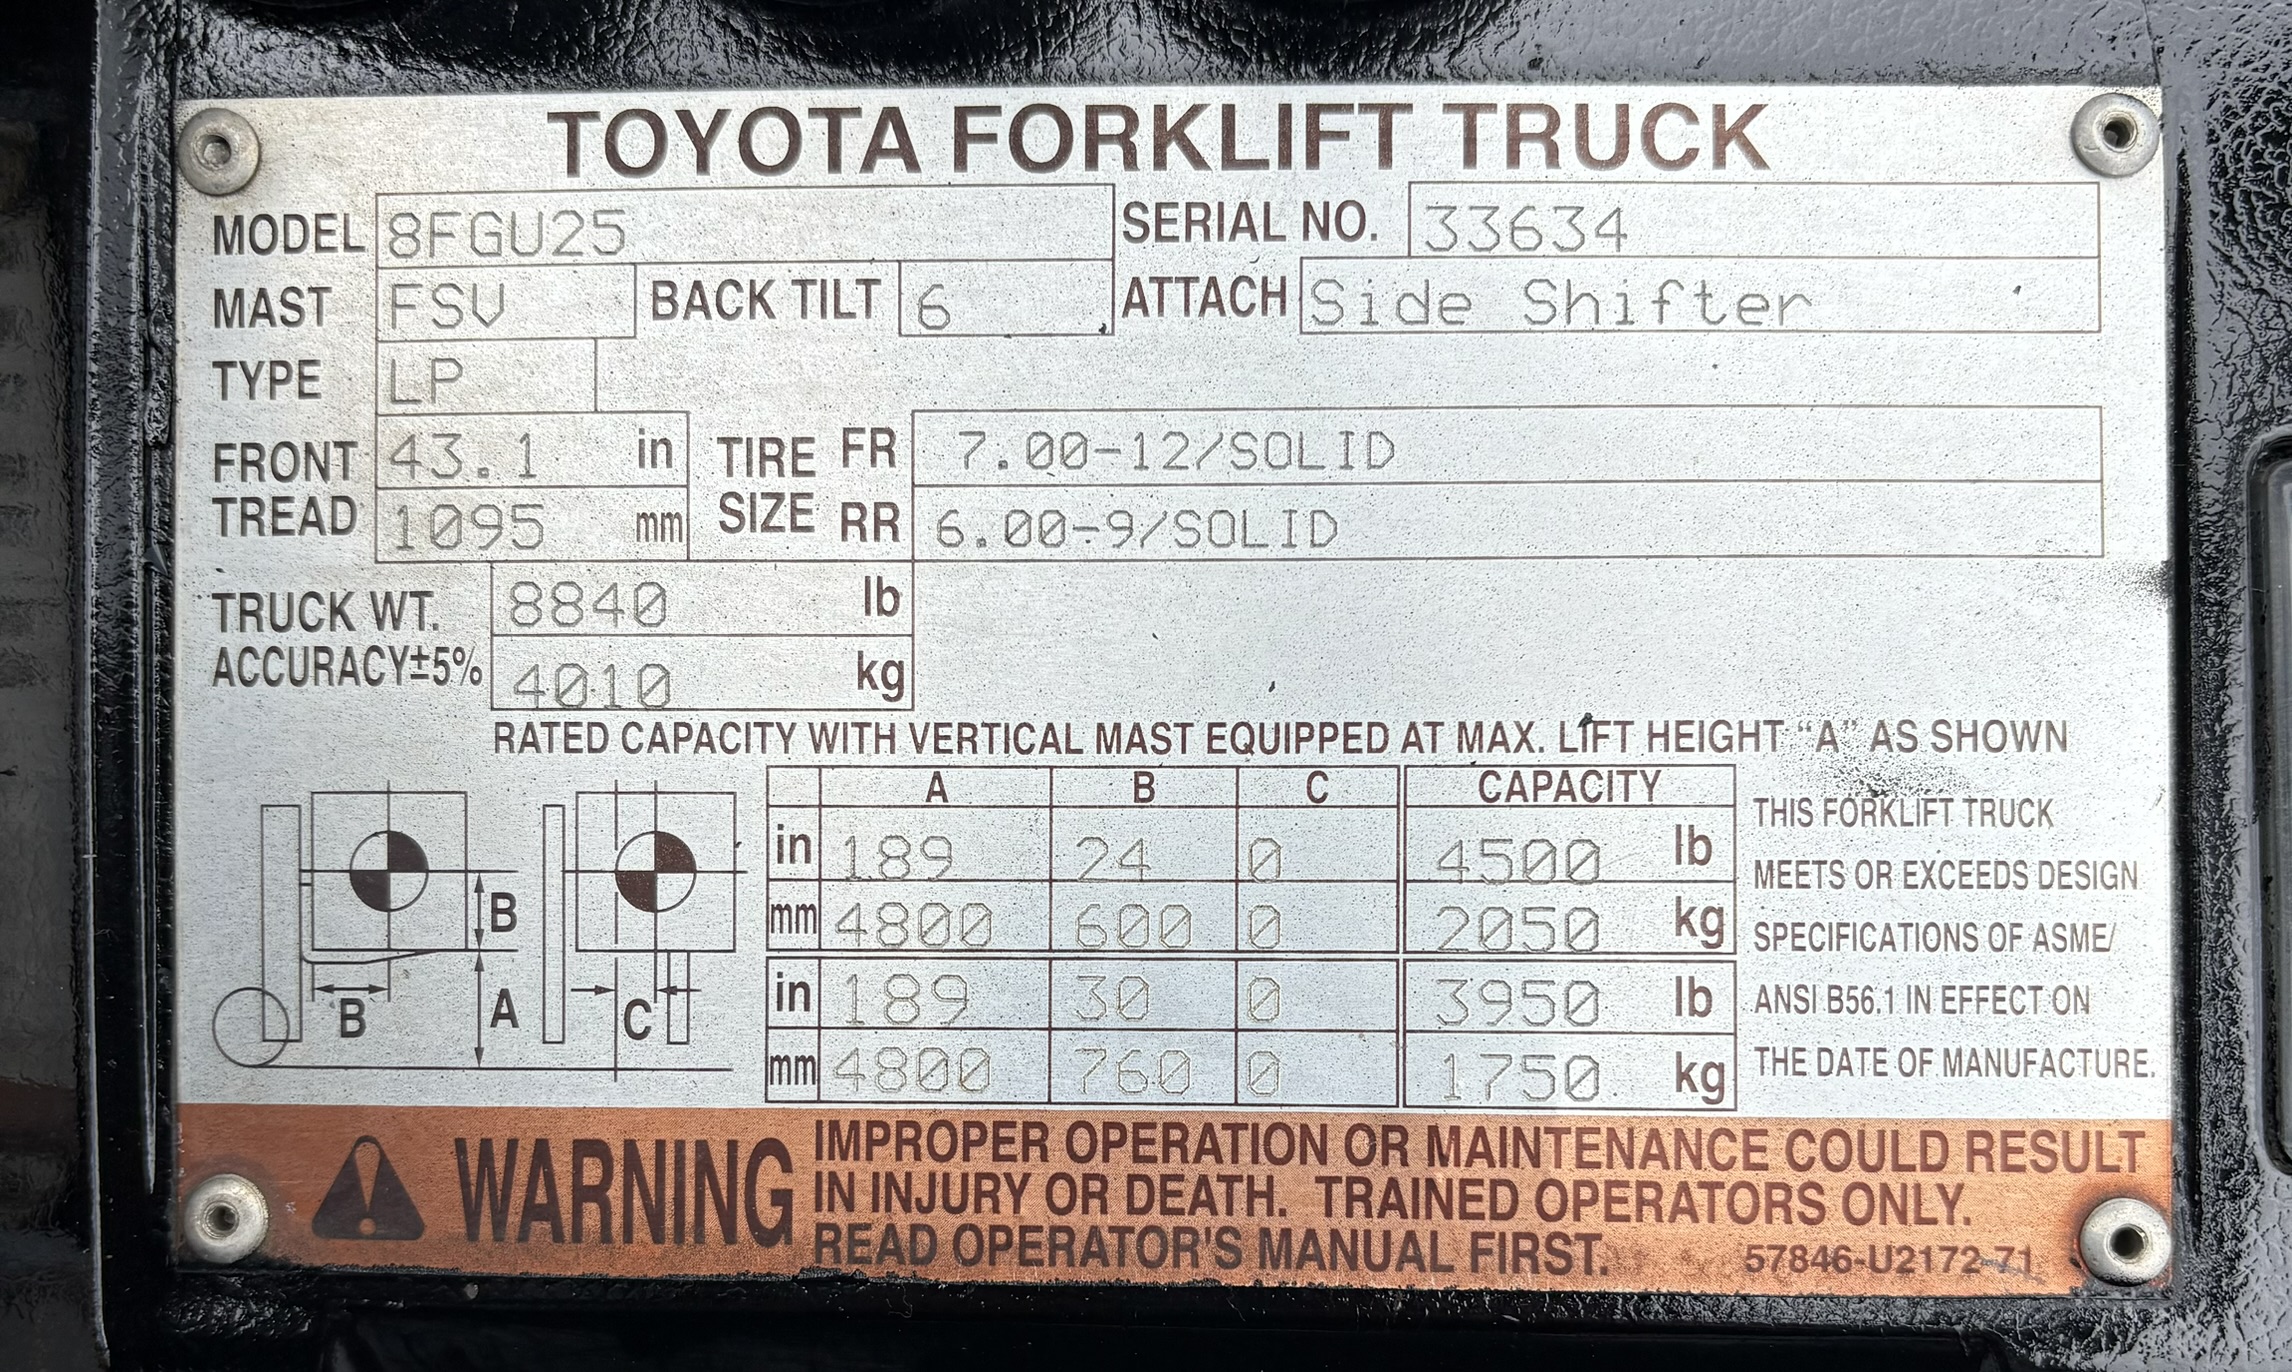 TOYOTA FORKLIFT TRUCK
MODEL 8FGU25 SERIAL NO. 33634
MAST FSV BACK TILT 6 ATTACH Side Shifter
TYPE LP
FRONT TREAD 43.1 in TIRE SIZE FR 7.00-12/SOLID
1095 mm RR 6.00-9/SOLID
TRUCK WT. 8840 lb
ACCURACY±5% 4010 kg
RATED CAPACITY WITH VERTICAL MAST EQUIPPED AT MAX. LIFT HEIGHT "A" AS SHOWN
A B C CAPACITY
in 189 24 0 4500 lb
mm 4800 600 0 2050 kg
in 189 30 0 3950 lb
mm 4800 760 0 1750 kg
B
B
A
C
THIS FORKLIFT TRUCK
MEETS OR EXCEEDS DESIGN
SPECIFICATIONS OF ASME/
ANSI B56.1 IN EFFECT ON
THE DATE OF MANUFACTURE.
WARNING
IMPROPER OPERATION OR MAINTENANCE COULD RESULT
IN INJURY OR DEATH. TRAINED OPERATORS ONLY.
READ OPERATOR'S MANUAL FIRST. 57846-U2172-71